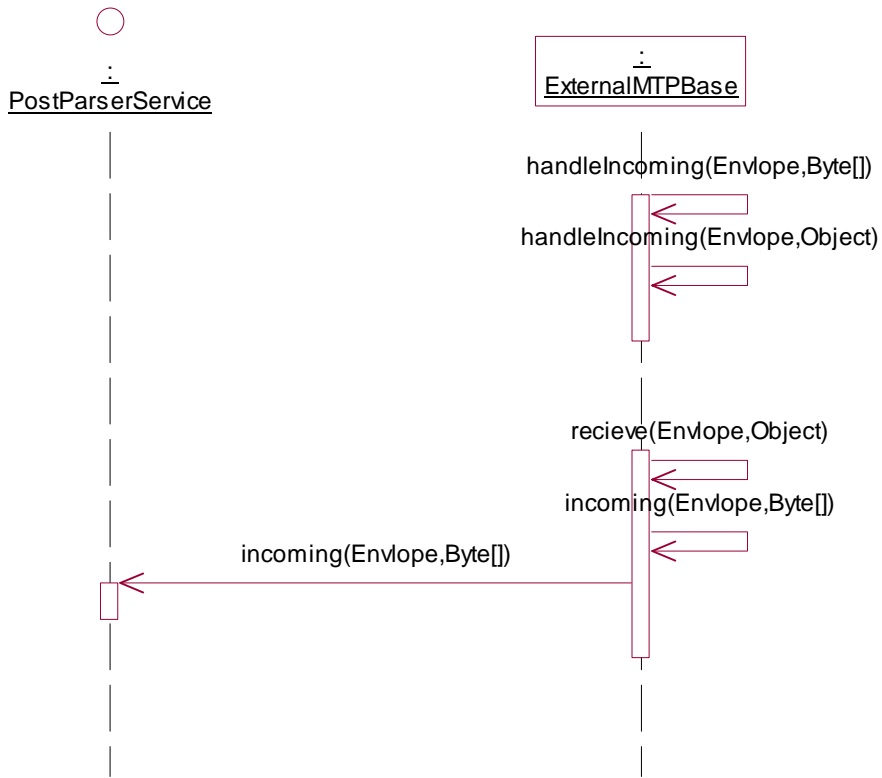 :
PostParserService
:
ExternalMTPBase
handleIncoming(Envlope,Byte[])
handleIncoming(Envlope,Object)
recieve(Envlope,Object)
incoming(Envlope,Byte[])
incoming(Envlope,Byte[])